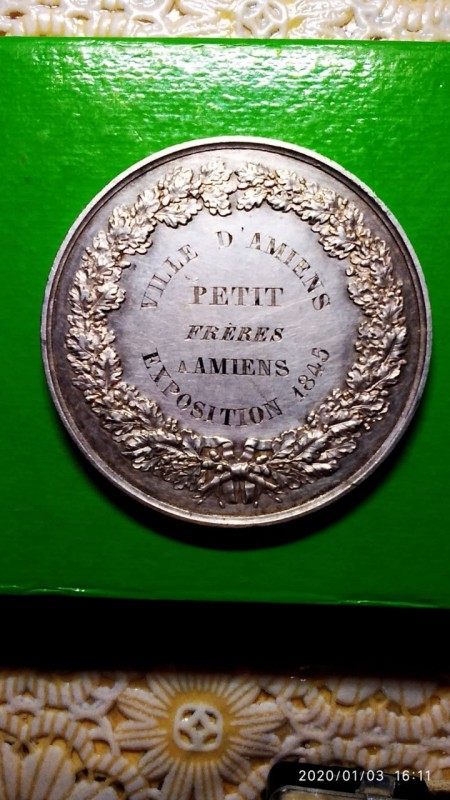 VILLE D'AMIENS
PETIT
FRÈRES
A AMIENS
EXPOSITION 1845
2020/01/03 16:11